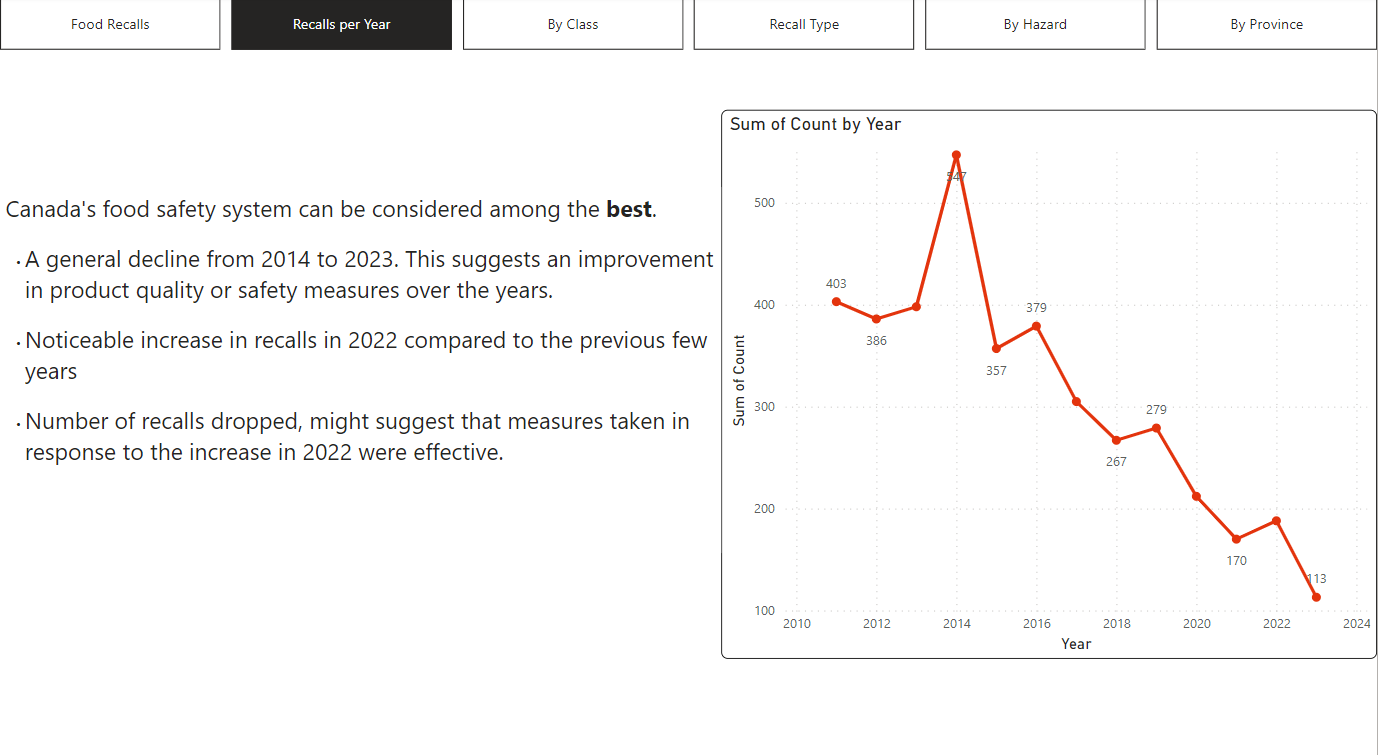 Food Recalls
Recalls per Year
By Class
Recall Type
By Hazard
By Province
Canada's food safety system can be considered among the best.
· A general decline from 2014 to 2023. This suggests an improvement
in product quality or safety measures over the years.
· Noticeable increase in recalls in 2022 compared to the previous few
years
· Number of recalls dropped, might suggest that measures taken in
response to the increase in 2022 were effective.
Sum of Count by Year
Sum of Count
500
400
300
200
100
403
386
547
357
379
267
279
170
113
2010
2012
2014
2016
2018
2020
2022
2024
Year